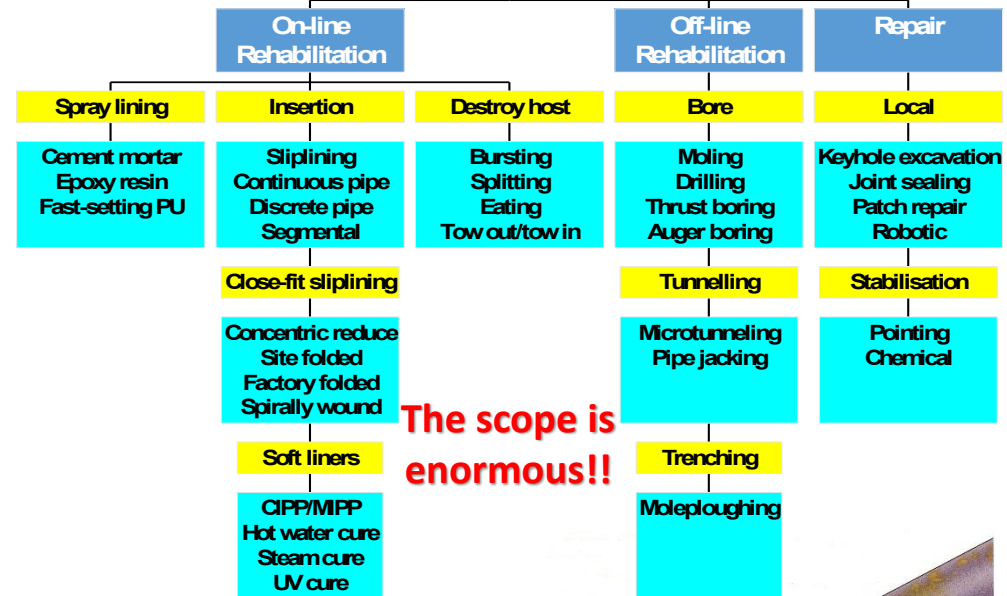 On-line
Rehabilitation
Off-line
Rehabilitation
Repair
Spray lining
Insertion
Destroy host
Bore
Local
Cement mortar
Epoxy resin
Fast-setting PU
Sliplining
Continuous pipe
Discrete pipe
Segmental
Bursting
Splitting
Eating
Tow out/tow in
Moling
Drilling
Thrust boring
Auger boring
Keyhole excavation
Joint sealing
Patch repair
Robotic
Close-fit sliplining
Tunnelling
Stabilisation
Concentric reduce
Site folded
Factory folded
Spirally wound
Microtunneling
Pipe jacking
Pointing
Chemical
The scope is
enormous!!
Soft liners
Trenching
CIPP/MIPP
Hot water cure
Steam cure
UV cure
Moleploughing